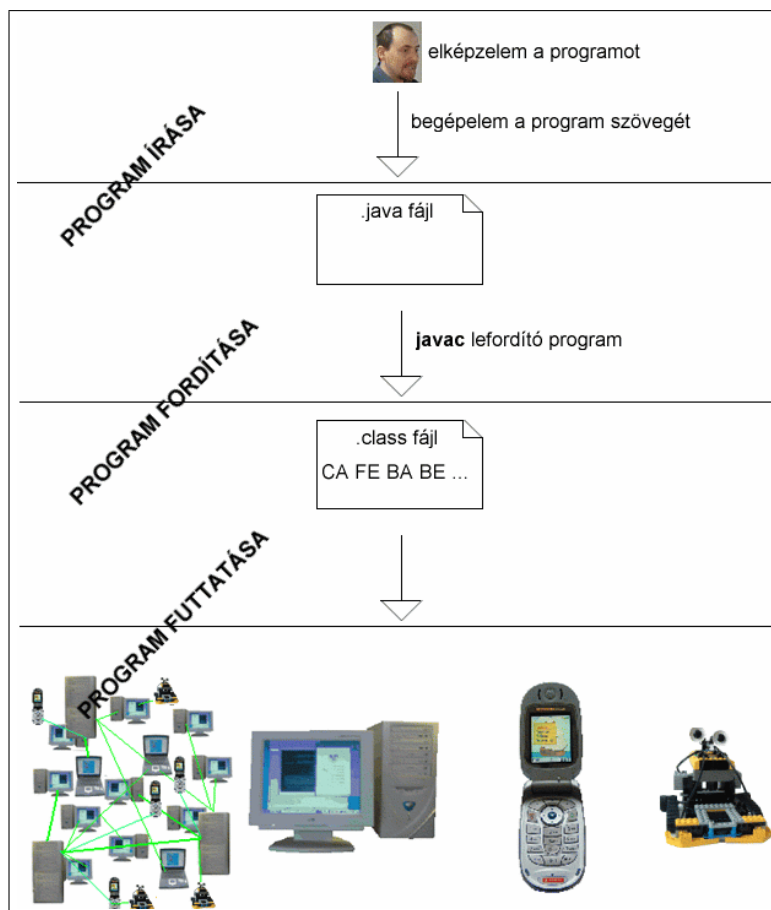 elképzelem a programot
begépelem a program szövegét
PROGRAM ÍRÁSA
.java fájl
javac lefordító program
PROGRAM FORDÍTÁSA
.class fájl
CA FE BA BE ...
PROGRAM FUTTATÁSA